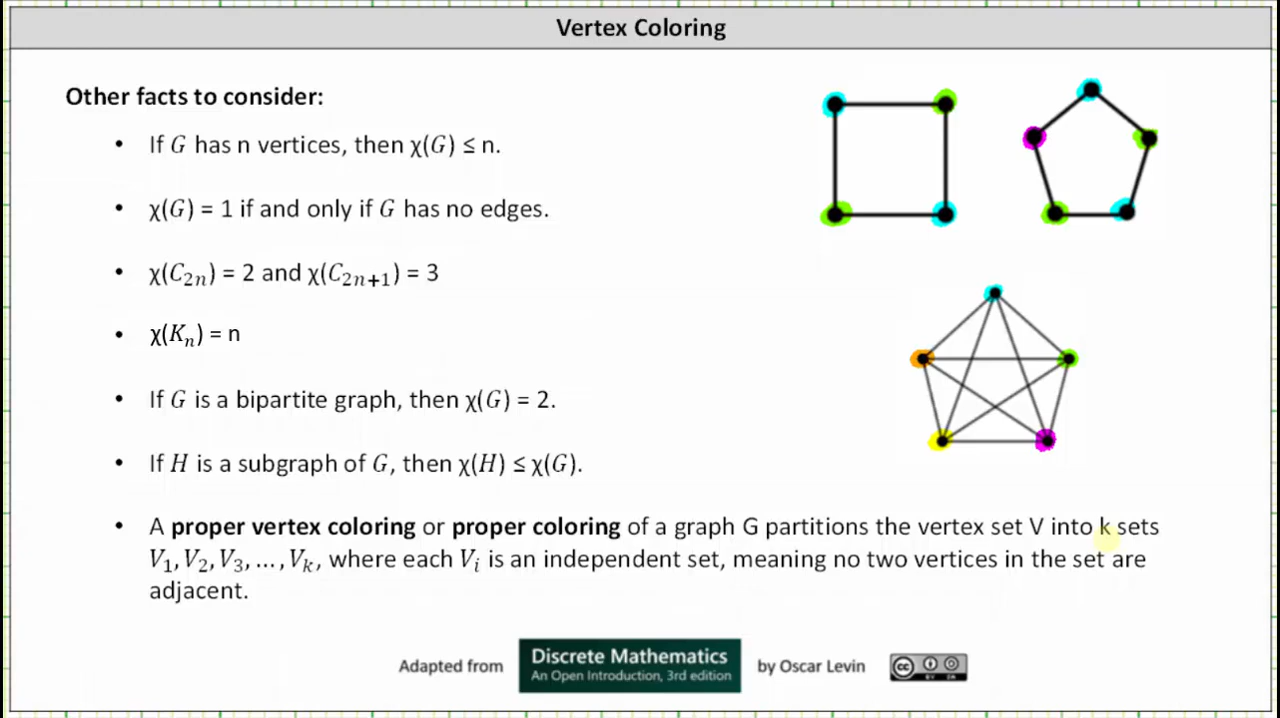 Vertex Coloring
Other facts to consider:
• If G has n vertices, then χ(G) ≤ n.
• χ(G) = 1 if and only if G has no edges.
• χ(C₂ₙ) = 2 and χ(C₂ₙ₊₁) = 3
• χ(Kₙ) = n
• If G is a bipartite graph, then χ(G) = 2.
• If H is a subgraph of G, then χ(H) ≤ χ(G).
• A proper vertex coloring or proper coloring of a graph G partitions the vertex set V into k sets
V₁, V₂, V₃, …, Vₖ, where each Vᵢ is an independent set, meaning no two vertices in the set are
adjacent.
Adapted from
Discrete Mathematics
An Open Introduction, 3rd edition
by Oscar Levin
cc
BY